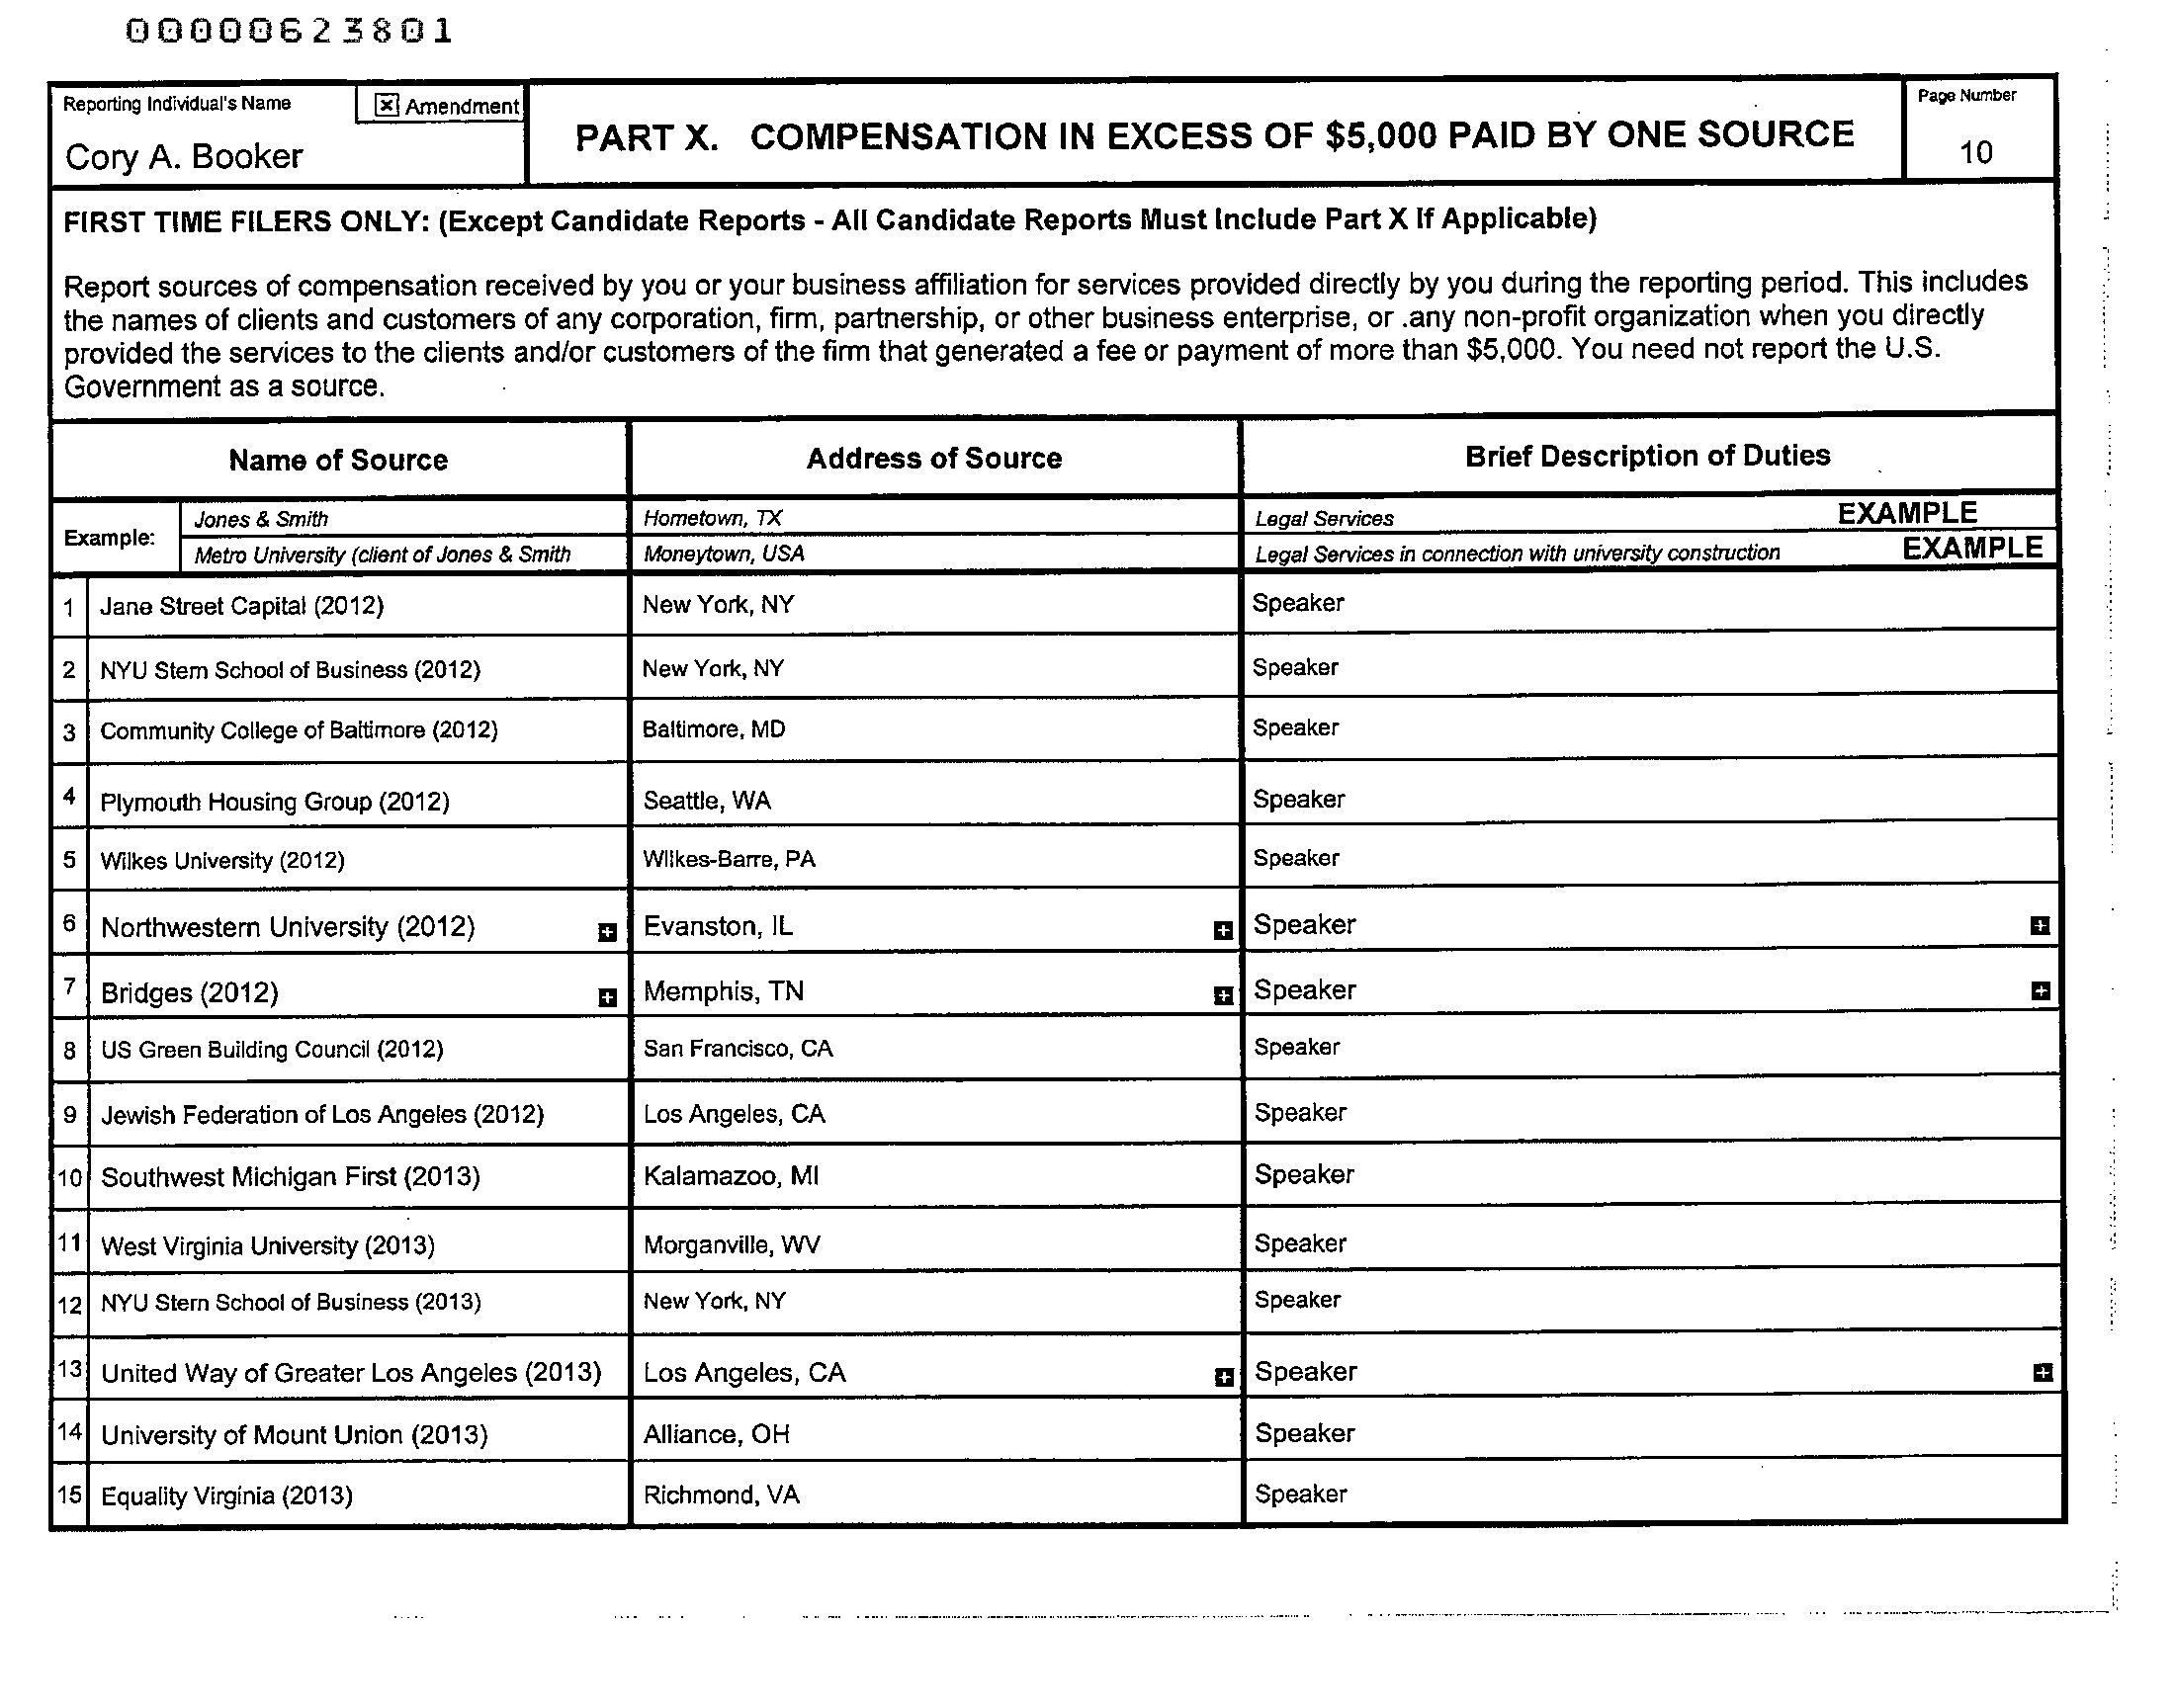 00000623801
Reporting Individual's Name
Amendment
Cory A. Booker
PART X. COMPENSATION IN EXCESS OF $5,000 PAID BY ONE SOURCE
Page Number
10
FIRST TIME FILERS ONLY: (Except Candidate Reports - All Candidate Reports Must Include Part X If Applicable)
Report sources of compensation received by you or your business affiliation for services provided directly by you during the reporting period. This includes
the names of clients and customers of any corporation, firm, partnership, or other business enterprise, or .any non-profit organization when you directly
provided the services to the clients and/or customers of the firm that generated a fee or payment of more than $5,000. You need not report the U.S.
Government as a source.
Name of Source Address of Source Brief Description of Duties
Example: Jones & Smith Hometown, TX Legal Services EXAMPLE
Metro University (client of Jones & Smith Moneytown, USA Legal Services in connection with university construction EXAMPLE
1 Jane Street Capital (2012) New York, NY Speaker
2 NYU Stern School of Business (2012) New York, NY Speaker
3 Community College of Baltimore (2012) Baltimore, MD Speaker
4 Plymouth Housing Group (2012) Seattle, WA Speaker
5 Wilkes University (2012) Wilkes-Barre, PA Speaker
6 Northwestern University (2012) Evanston, IL Speaker
7 Bridges (2012) Memphis, TN Speaker
8 US Green Building Council (2012) San Francisco, CA Speaker
9 Jewish Federation of Los Angeles (2012) Los Angeles, CA Speaker
10 Southwest Michigan First (2013) Kalamazoo, MI Speaker
11 West Virginia University (2013) Morganville, WV Speaker
12 NYU Stern School of Business (2013) New York, NY Speaker
13 United Way of Greater Los Angeles (2013) Los Angeles, CA Speaker
14 University of Mount Union (2013) Alliance, OH Speaker
15 Equality Virginia (2013) Richmond, VA Speaker